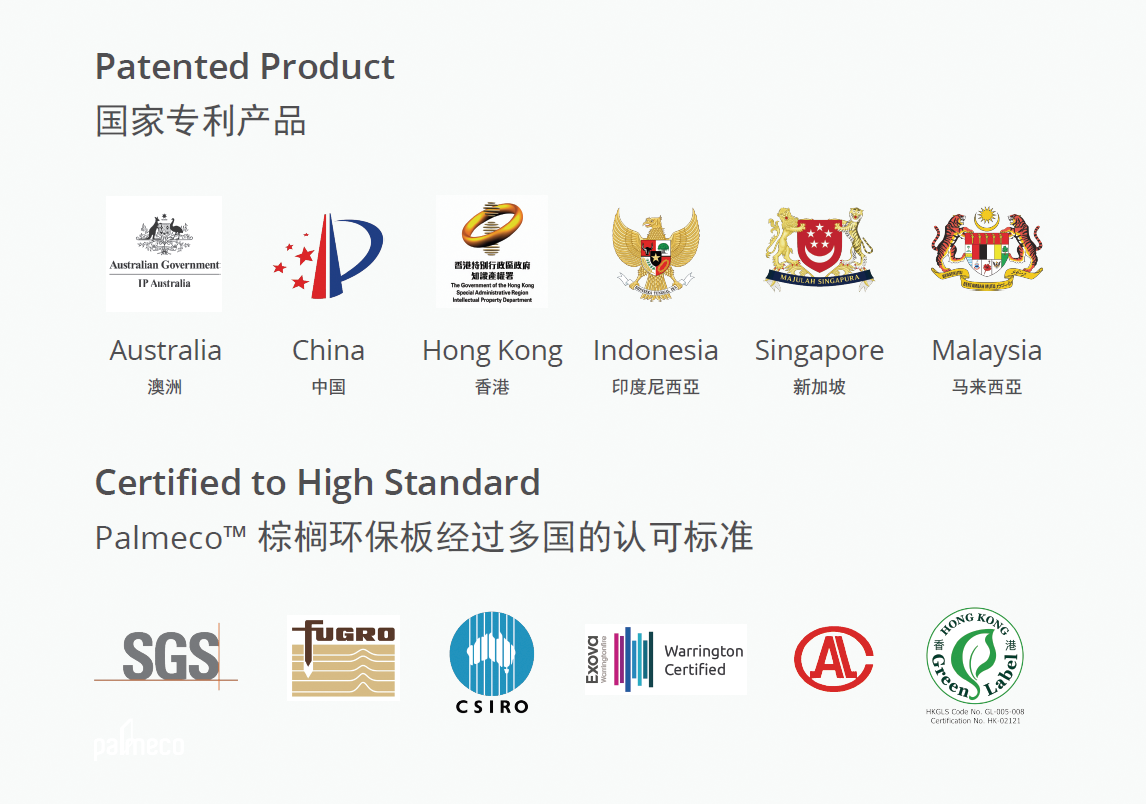 Patented Product
国家专利产品
Australian Government
IP Australia
香港特别行政區政府
知識產權署
The Government of the Hong Kong
Special Administrative Region
Intellectual Property Department
MAJULAH SINGAPURA
Australia
China
Hong Kong
Indonesia
Singapore
Malaysia
澳洲
中国
香港
印度尼西亞
新加坡
马来西亞
Certified to High Standard
Palmeco™ 棕榈环保板经过多国的认可标准
SGS
FUGRO
CSIRO
Exova
Warringtonfire
Warrington
Certified
HONG KONG
香 港
Green Label
HKGLS Code No. GL-005-008
Certification No. HK-02121
palmeco